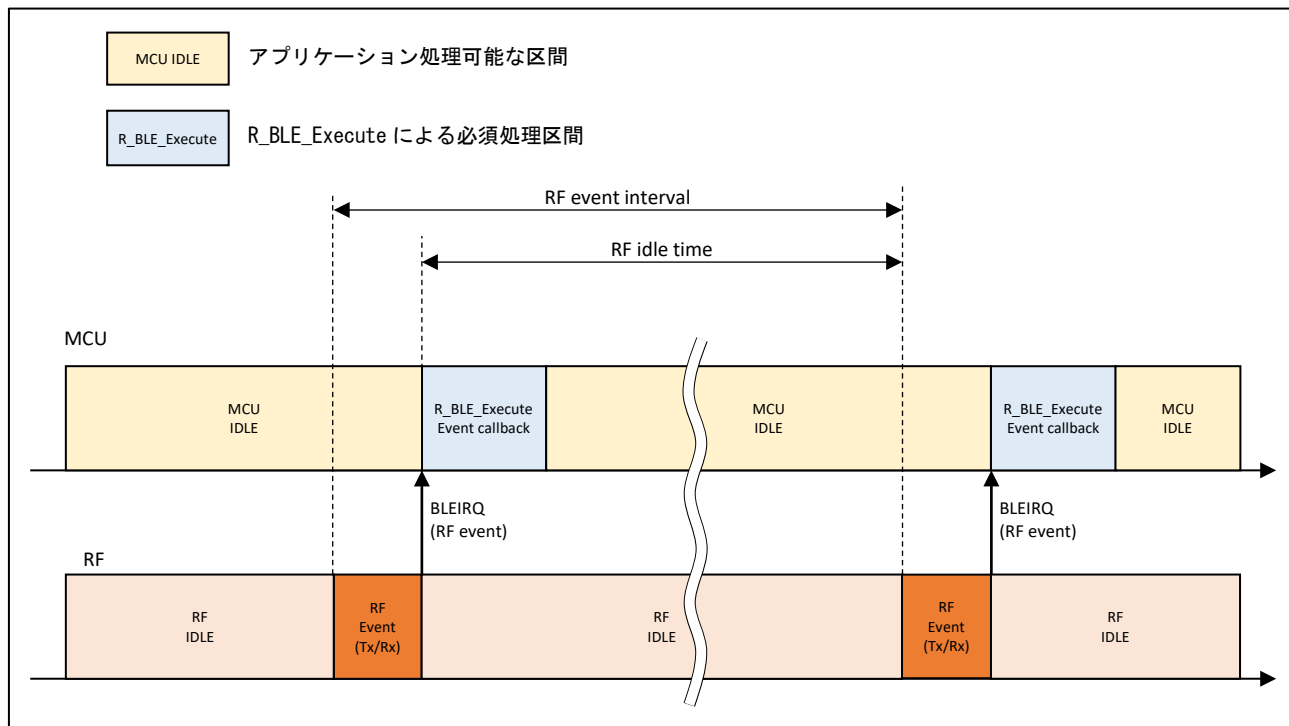 MCU IDLE
アプリケーション処理可能な区間
R_BLE_Execute
R_BLE_Execute による必須処理区間
RF event interval
RF idle time
MCU
MCU
IDLE
R_BLE_Execute
Event callback
MCU
IDLE
R_BLE_Execute
Event callback
MCU
IDLE
BLEIRQ
(RF event)
BLEIRQ
(RF event)
RF
RF
IDLE
RF
Event
(Tx/Rx)
RF
IDLE
RF
Event
(Tx/Rx)
RF
IDLE